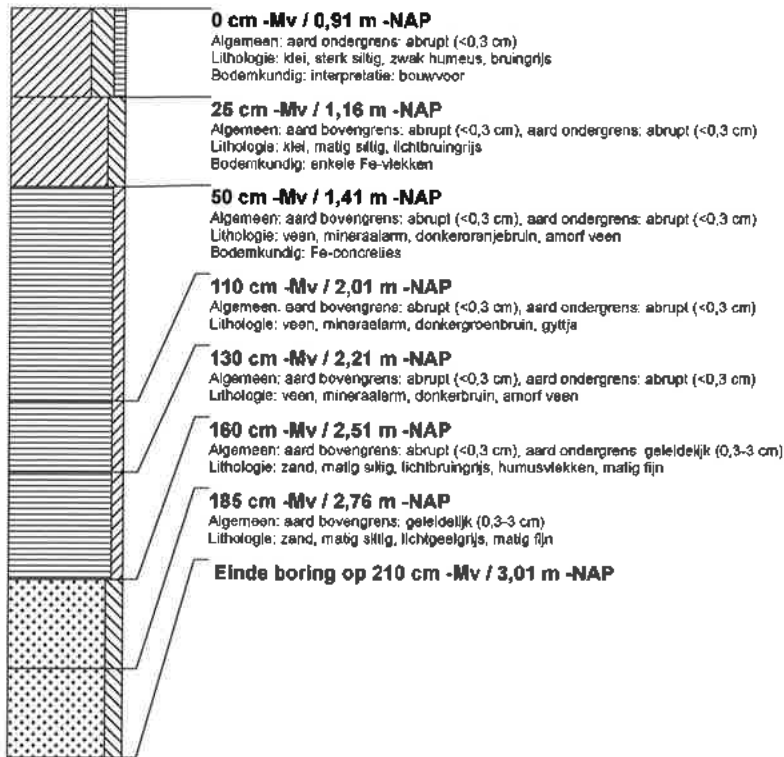 0 cm -Mv / 0,91 m -NAP
Algemeen: aard ondergrens: abrupt (<0,3 cm)
Lithologie: klei, sterk siltig, zwak humeus, bruingrijs
Bodemkundig: interpretatie: bouwvoor
25 cm -Mv / 1,16 m -NAP
Algemeen: aard bovengrens: abrupt (<0,3 cm), aard ondergrens: abrupt (<0,3 cm)
Lithologie: klei, matig siltig, lichtbruingrijs
Bodemkundig: enkele Fe-vlekken
50 cm -Mv / 1,41 m -NAP
Algemeen: aard bovengrens: abrupt (<0,3 cm), aard ondergrens: abrupt (<0,3 cm)
Lithologie: veen, mineraalarm, donkeroranjebruin, amorf veen
Bodemkundig: Fe-concreties
110 cm -Mv / 2,01 m -NAP
Algemeen: aard bovengrens: abrupt (<0,3 cm), aard ondergrens: abrupt (<0,3 cm)
Lithologie: veen, mineraalarm, donkergroenbruin, gyttja
130 cm -Mv / 2,21 m -NAP
Algemeen: aard bovengrens: abrupt (<0,3 cm), aard ondergrens: abrupt (<0,3 cm)
Lithologie: veen, mineraalarm, donkerbruin, amorf veen
160 cm -Mv / 2,51 m -NAP
Algemeen: aard bovengrens: abrupt (<0,3 cm), aard ondergrens: geleidelijk (0,3-3 cm)
Lithologie: zand, matig siltig, lichtbruingrijs, humusvlekken, matig fijn
185 cm -Mv / 2,76 m -NAP
Algemeen: aard bovengrens: geleidelijk (0,3-3 cm)
Lithologie: zand, matig siltig, lichtgeelgrijs, matig fijn
Einde boring op 210 cm -Mv / 3,01 m -NAP